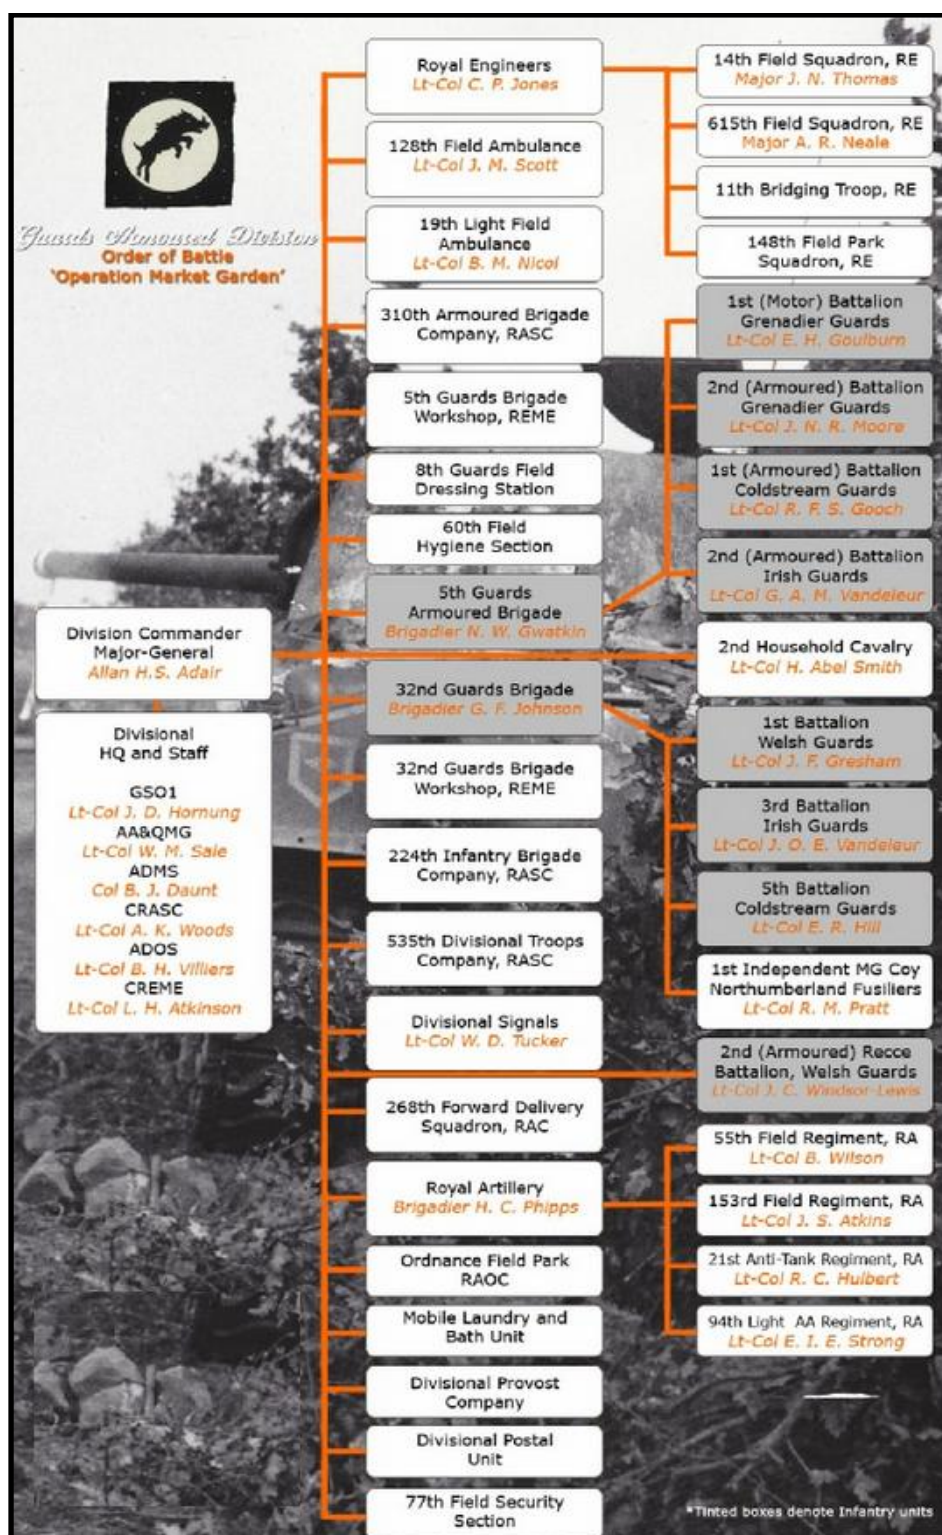 Guards Armoured Division
Order of Battle
'Operation Market Garden'
Division Commander
Major-General
Allan H.S. Adair
Divisional
HQ and Staff
GSO1
Lt-Col J. D. Hornung
AA&QMG
Lt-Col W. M. Sale
ADMS
Col B. J. Daunt
CRASC
Lt-Col A. K. Woods
ADOS
Lt-Col B. H. Villiers
CREME
Lt-Col L. H. Atkinson
Royal Engineers
Lt-Col C. P. Jones
128th Field Ambulance
Lt-Col J. M. Scott
19th Light Field
Ambulance
Lt-Col B. M. Nicol
310th Armoured Brigade
Company, RASC
5th Guards Brigade
Workshop, REME
8th Guards Field
Dressing Station
60th Field
Hygiene Section
5th Guards
Armoured Brigade
Brigadier N. W. Gwatkin
32nd Guards Brigade
Brigadier G. F. Johnson
32nd Guards Brigade
Workshop, REME
224th Infantry Brigade
Company, RASC
535th Divisional Troops
Company, RASC
Divisional Signals
Lt-Col W. D. Tucker
268th Forward Delivery
Squadron, RAC
Royal Artillery
Brigadier H. C. Phipps
Ordnance Field Park
RAOC
Mobile Laundry and
Bath Unit
Divisional Provost
Company
Divisional Postal
Unit
77th Field Security
Section
14th Field Squadron, RE
Major J. N. Thomas
615th Field Squadron, RE
Major A. R. Neale
11th Bridging Troop, RE
148th Field Park
Squadron, RE
1st (Motor) Battalion
Grenadier Guards
Lt-Col E. H. Goulburn
2nd (Armoured) Battalion
Grenadier Guards
Lt-Col J. N. R. Moore
1st (Armoured) Battalion
Coldstream Guards
Lt-Col R. F. S. Gooch
2nd (Armoured) Battalion
Irish Guards
Lt-Col G. A. M. Vandeleur
2nd Household Cavalry
Lt-Col H. Abel Smith
1st Battalion
Welsh Guards
Lt-Col J. F. Gresham
3rd Battalion
Irish Guards
Lt-Col J. O. E. Vandeleur
5th Battalion
Coldstream Guards
Lt-Col E. R. Hill
1st Independent MG Coy
Northumberland Fusiliers
Lt-Col R. M. Pratt
2nd (Armoured) Recce
Battalion, Welsh Guards
Lt-Col J. C. Windsor-Lewis
55th Field Regiment, RA
Lt-Col B. Wilson
153rd Field Regiment, RA
Lt-Col J. S. Atkins
21st Anti-Tank Regiment, RA
Lt-Col R. C. Hulbert
94th Light AA Regiment, RA
Lt-Col E. I. E. Strong
*Tinted boxes denote Infantry units